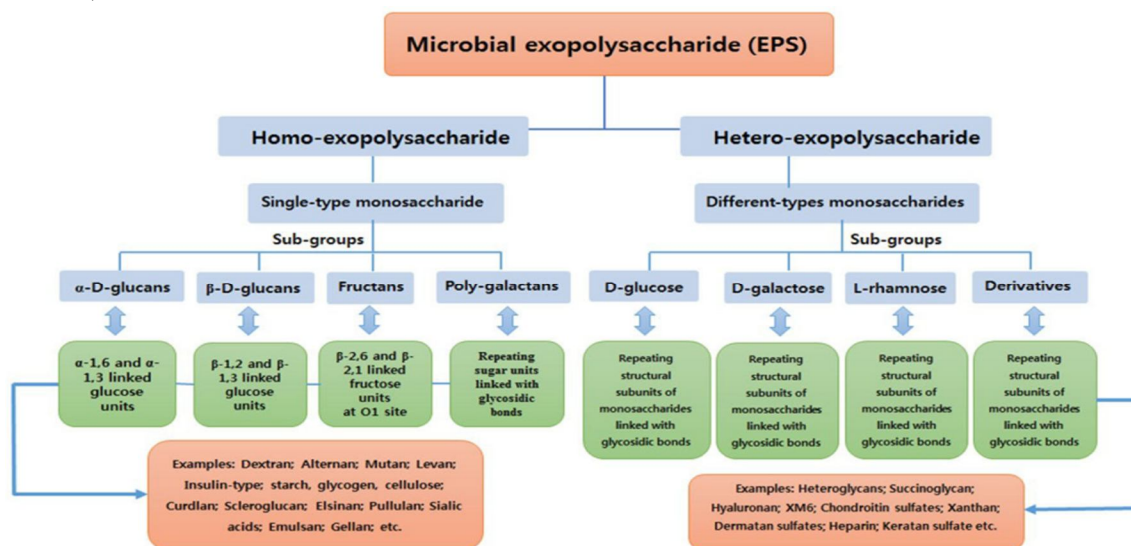 Microbial exopolysaccharide (EPS)
Homo-exopolysaccharide
Hetero-exopolysaccharide
Single-type monosaccharide
Different-types monosaccharides
Sub-groups
Sub-groups
α-D-glucans
β-D-glucans
Fructans
Poly-galactans
D-glucose
D-galactose
L-rhamnose
Derivatives
α-1,6 and α-
1,3 linked
glucose
units
β-1,2 and β-
1,3 linked
glucose
units
β-2,6 and β-
2,1 linked
fructose
units
at O1 site
Repeating
sugar units
linked with
glycosidic
bonds
Repeating
structural
subunits of
monosaccharides
linked with
glycosidic bonds
Repeating
structural
subunits of
monosaccharides
linked with
glycosidic bonds
Repeating
structural
subunits of
monosaccharides
linked with
glycosidic bonds
Repeating
structural
subunits of
monosaccharides
linked with
glycosidic bonds
Examples: Dextran; Alternan; Mutan; Levan;
Insulin-type; starch, glycogen, cellulose;
Curdlan; Scleroglucan; Elsinan; Pullulan; Sialic
acids; Emulsan; Gellan; etc.
Examples: Heteroglycans; Succinoglycan;
Hyaluronan; XM6; Chondroitin sulfates; Xanthan;
Dermatan sulfates; Heparin; Keratan sulfate etc.